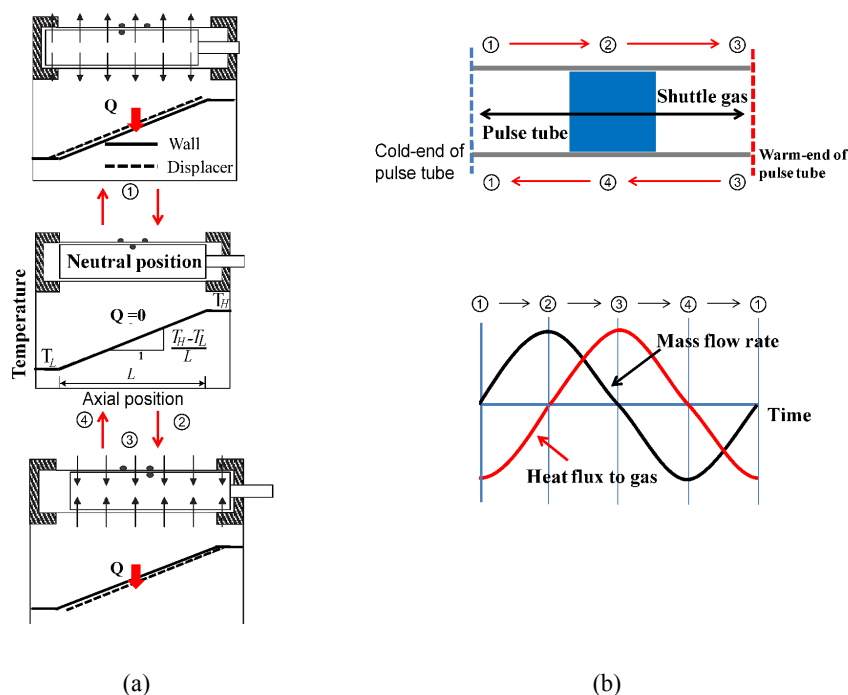 Q
Wall
Displacer
①
Temperature
Neutral position
Q =0
T_H
T_L
T_H-T_L
L
1
L
Axial position
④
③
②
Q
(a)
① ② ③
Shuttle gas
Pulse tube
Cold-end of
pulse tube
Warm-end of
pulse tube
① ④ ③
① ② ③ ④ ①
Mass flow rate
Time
Heat flux to gas
(b)